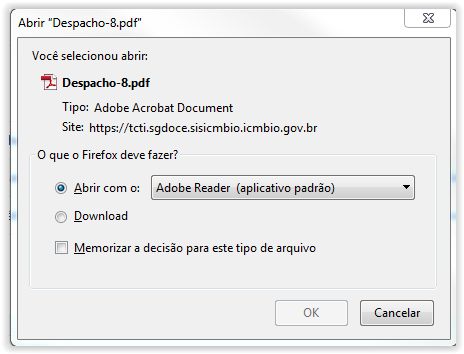 Abrir "Despacho-8.pdf"
Você selecionou abrir:
Despacho-8.pdf
Tipo: Adobe Acrobat Document
Site: https://tcti.sgdoce.sisicmbio.icmbio.gov.br
O que o Firefox deve fazer?
Abrir com o: Adobe Reader (aplicativo padrão)
Download
Memorizar a decisão para este tipo de arquivo
OK Cancelar